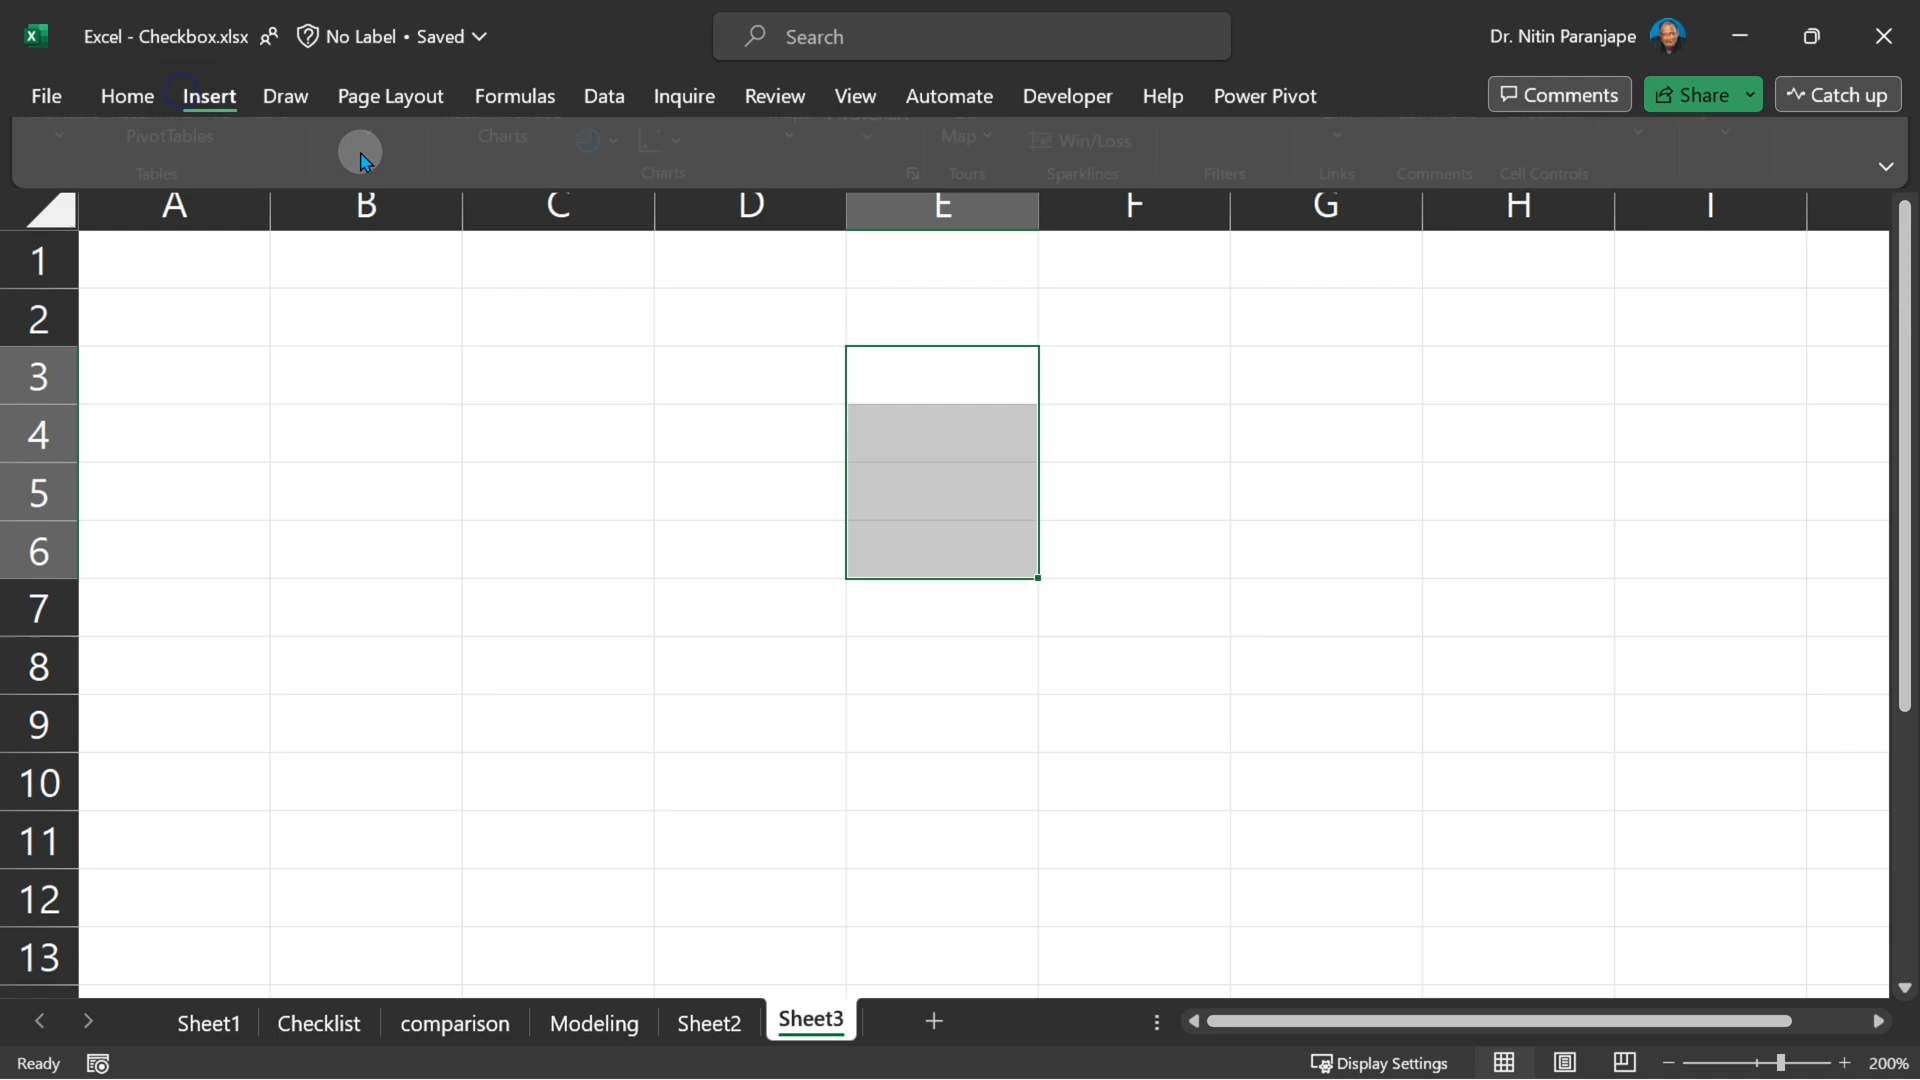 Excel - Checkbox.xlsx No Label • Saved Search Dr. Nitin Paranjape
File Home Insert Draw Page Layout Formulas Data Inquire Review View Automate Developer Help Power Pivot Comments Share Catch up
PivotTables Charts Map Win/Loss
Tables Charts Tours Sparklines Filters Links Comments Cell Controls
A B C D E F G H I
1
2
3
4
5
6
7
8
9
10
11
12
13
Sheet1 Checklist comparison Modeling Sheet2 Sheet3
Ready Display Settings 200%